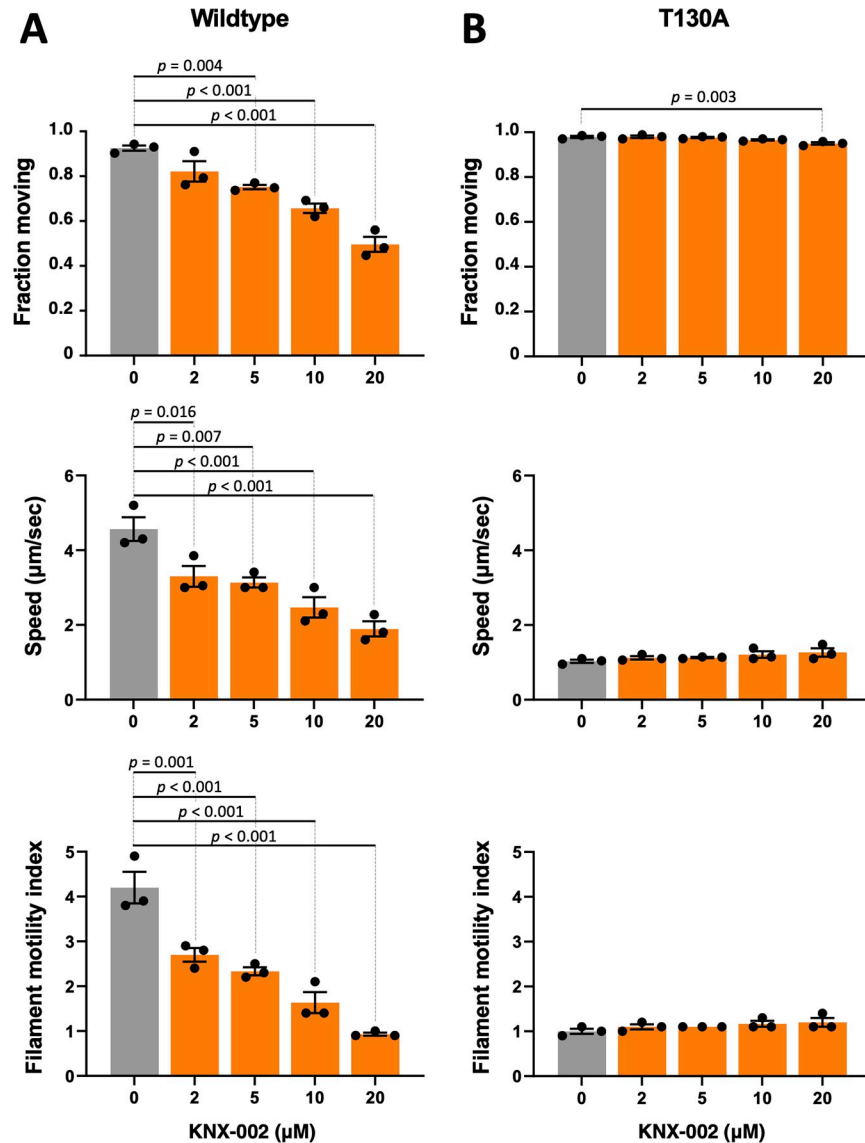 A
Wildtype
B
T130A
p = 0.004
p < 0.001
p < 0.001
p = 0.003
Fraction moving
1.0
0.8
0.6
0.4
0.2
0
0 2 5 10 20
Fraction moving
1.0
0.8
0.6
0.4
0.2
0
0 2 5 10 20
p = 0.016
p = 0.007
p < 0.001
p < 0.001
Speed (µm/sec)
6
4
2
0
0 2 5 10 20
Speed (µm/sec)
6
4
2
0
0 2 5 10 20
p = 0.001
p < 0.001
p < 0.001
p < 0.001
Filament motility index
5
4
3
2
1
0
0 2 5 10 20
KNX-002 (µM)
Filament motility index
5
4
3
2
1
0
0 2 5 10 20
KNX-002 (µM)